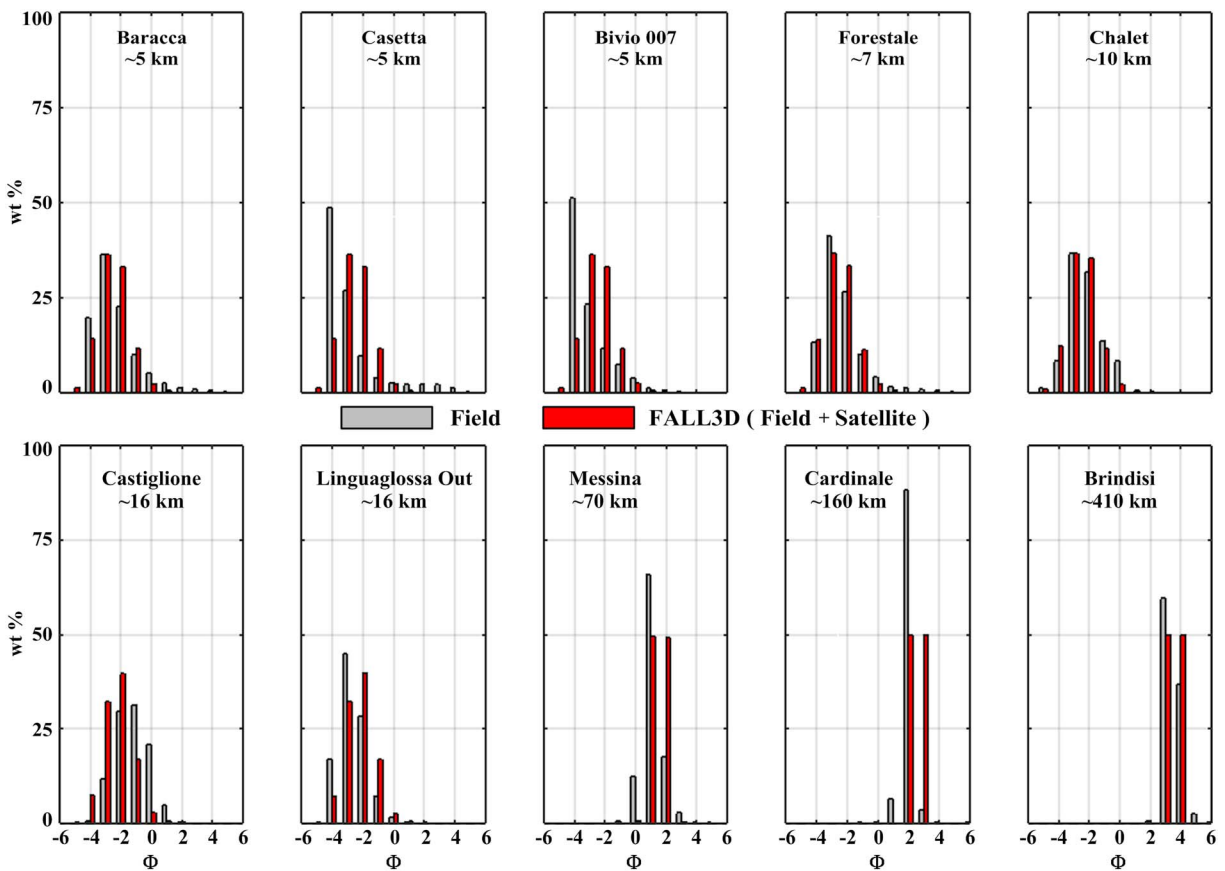 100
75
50
25
0
wt %
Baracca
~5 km
Casetta
~5 km
Bivio 007
~5 km
Forestale
~7 km
Chalet
~10 km
Field
FALL3D ( Field + Satellite )
100
75
50
25
0
wt %
Castiglione
~16 km
Linguaglossa Out
~16 km
Messina
~70 km
Cardinale
~160 km
Brindisi
~410 km
-6 -4 -2 0 2 4 6
-6 -4 -2 0 2 4 6
-6 -4 -2 0 2 4 6
-6 -4 -2 0 2 4 6
-6 -4 -2 0 2 4 6
Φ
Φ
Φ
Φ
Φ